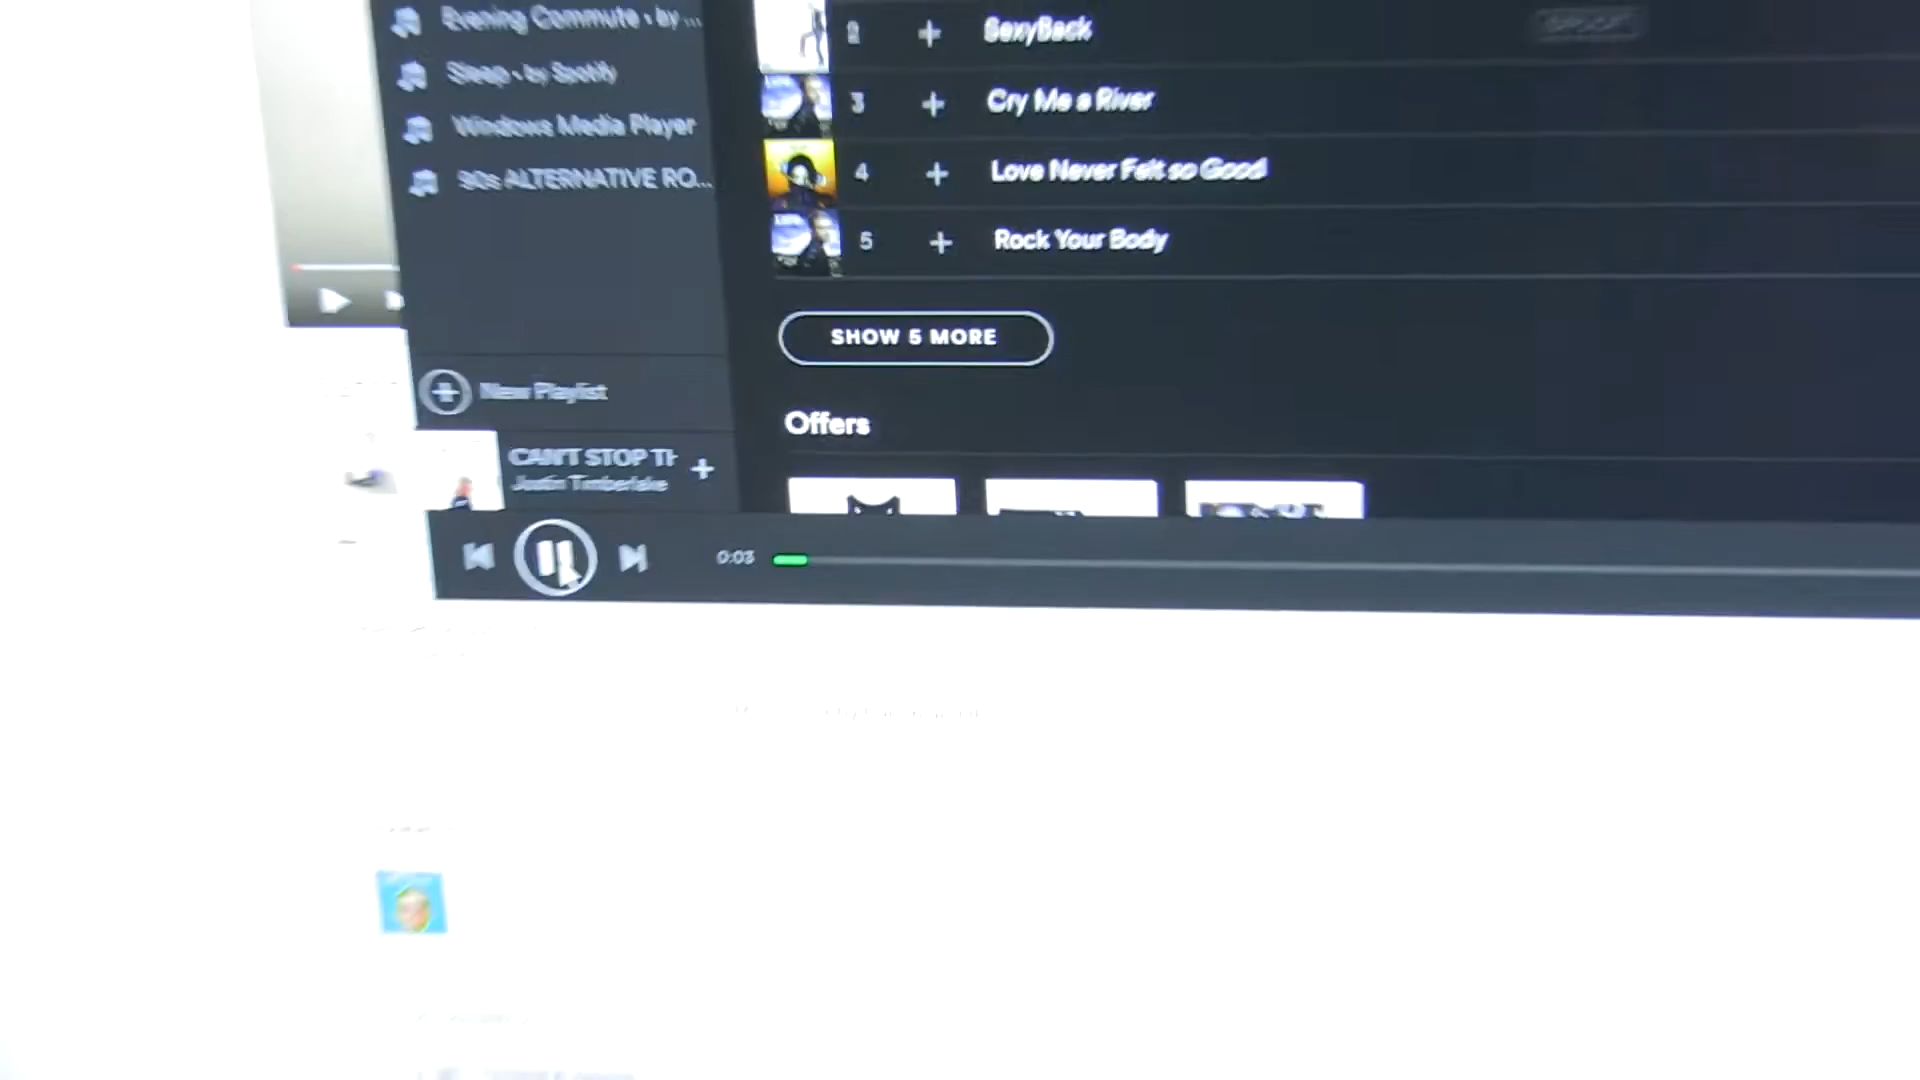 Evening Commute • by ...
2 + SexyBack
Sleep • by Spotify
3 + Cry Me a River
Windows Media Player
4 + Love Never Felt so Good
90s ALTERNATIVE RO...
5 + Rock Your Body
SHOW 5 MORE
New Playlist
Offers
CAN'T STOP TH
Justin Timberlake
0:03